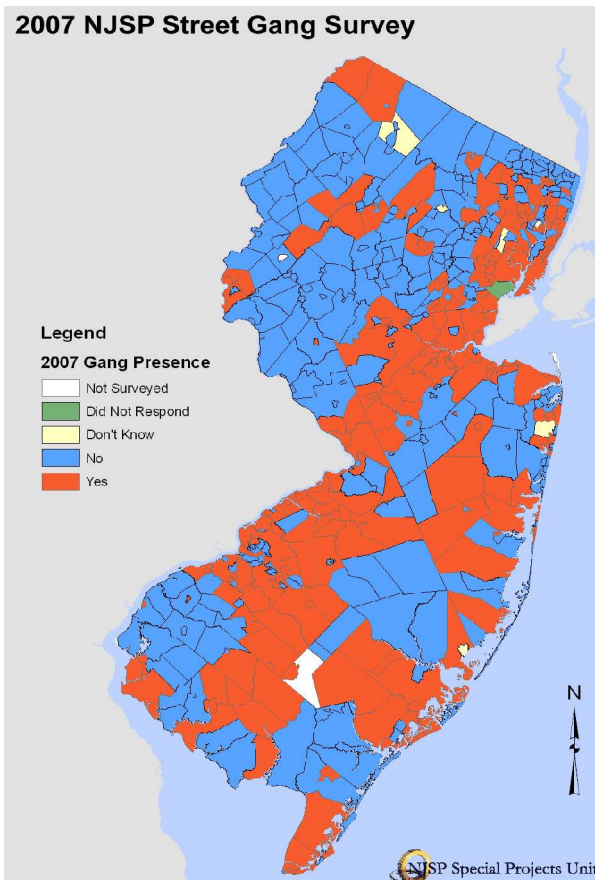 2007 NJSP Street Gang Survey
Legend
2007 Gang Presence
Not Surveyed
Did Not Respond
Don't Know
No
Yes
N
NJSP Special Projects Unit